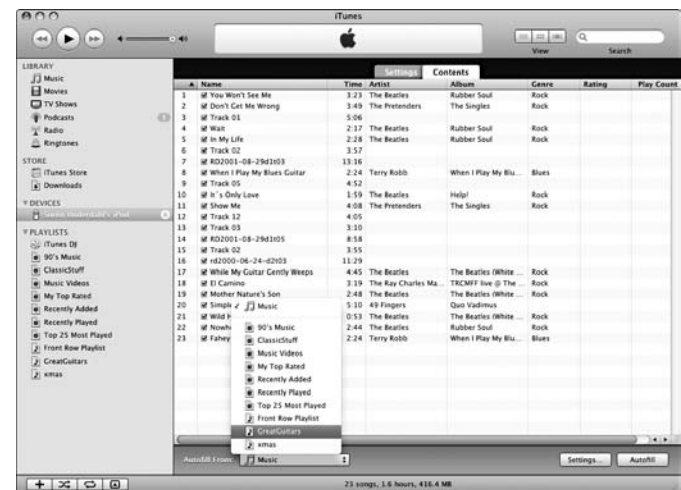 iTunes
View
Search
LIBRARY
Music
Movies
TV Shows
Podcasts
Radio
Ringtones
STORE
iTunes Store
Downloads
DEVICES
iPod
PLAYLISTS
iTunes DJ
90's Music
ClassicStuff
Music Videos
My Top Rated
Recently Added
Recently Played
Top 25 Most Played
Front Row Playlist
GreatGuitars
xmas
Settings Contents
Name Time Artist Album Genre Rating Play Count
1 You Won't See Me 3:23 The Beatles Rubber Soul Rock
2 Don't Get Me Wrong 3:49 The Pretenders The Singles Rock
3 Track 01 5:06
4 Wait 2:17 The Beatles Rubber Soul Rock
5 In My Life 2:28 The Beatles Rubber Soul Rock
6 Track 02 3:57
7 RD2001-08-29d1t03 13:16
8 When I Play My Blues Guitar 2:24 Terry Robb When I Play My Blu... Blues
9 Track 05 4:52
10 It's Only Love 1:59 The Beatles Help! Rock
11 Show Me 4:08 The Pretenders The Singles Rock
12 Track 12 4:05
13 Track 03 3:10
14 RD2001-08-29d1t05 8:58
15 Track 02 3:55
16 rd2000-06-24-d2t03 11:29
17 While My Guitar Gently Weeps 4:45 The Beatles The Beatles (White ... Rock
18 El Camino 3:19 The Ray Charles Ma... TRCMFF live @ The ... Rock
19 Mother Nature's Son 2:48 The Beatles The Beatles (White ... Rock
20 Simple 5:10 49 Fingers Quo Vadimus
21 Wild H 0:53 The Beatles The Beatles (White ... Rock
22 Nowh 2:44 The Beatles Rubber Soul Rock
23 Fahey 2:24 Terry Robb When I Play My Blu... Blues
Music
90's Music
ClassicStuff
Music Videos
My Top Rated
Recently Added
Recently Played
Top 25 Most Played
Front Row Playlist
GreatGuitars
xmas
Autofill From: Music
Settings... Autofill
23 songs, 1.6 hours, 416.4 MB